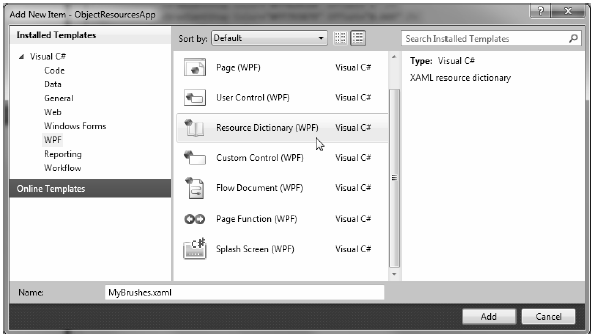 Add New Item - ObjectResourcesApp
Installed Templates
Visual C#
Code
Data
General
Web
Windows Forms
WPF
Reporting
Workflow
Online Templates
Sort by: Default
Page (WPF) Visual C#
User Control (WPF) Visual C#
Resource Dictionary (WPF) Visual C#
Custom Control (WPF) Visual C#
Flow Document (WPF) Visual C#
Page Function (WPF) Visual C#
C#
Splash Screen (WPF) Visual C#
Search Installed Templates
Type: Visual C#
XAML resource dictionary
Name: MyBrushes.xaml
Add Cancel